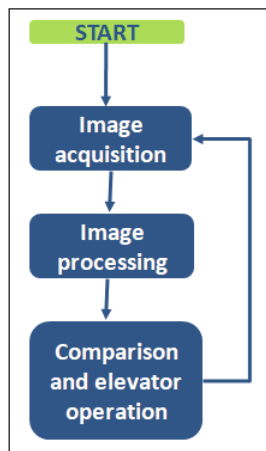 START
Image
acquisition
Image
processing
Comparison
and elevator
operation